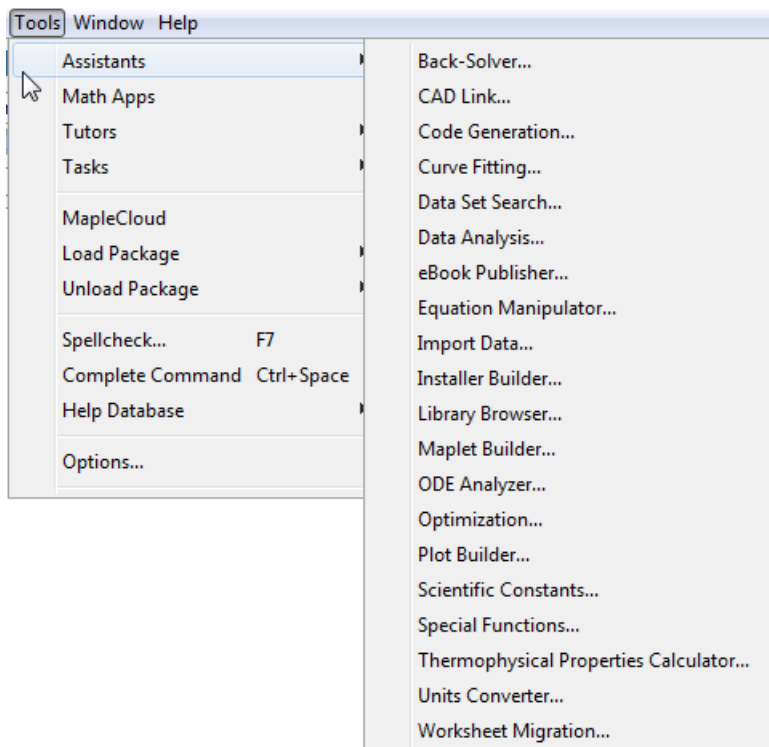 Tools Window Help
Assistants
Math Apps
Tutors
Tasks
MapleCloud
Load Package
Unload Package
Spellcheck... F7
Complete Command Ctrl+Space
Help Database
Options...
Back-Solver...
CAD Link...
Code Generation...
Curve Fitting...
Data Set Search...
Data Analysis...
eBook Publisher...
Equation Manipulator...
Import Data...
Installer Builder...
Library Browser...
Maplet Builder...
ODE Analyzer...
Optimization...
Plot Builder...
Scientific Constants...
Special Functions...
Thermophysical Properties Calculator...
Units Converter...
Worksheet Migration...